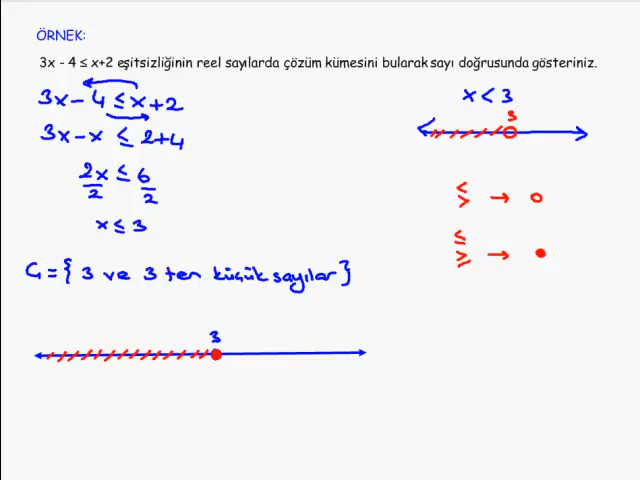 ÖRNEK:
3x - 4 ≤ x+2 eşitsizliğinin reel sayılarda çözüm kümesini bularak sayı doğrusunda gösteriniz.
3x - 4 ≤ x+2
3x - x ≤ 2+4
2x/2 ≤ 6/2
x ≤ 3
Ç = { 3 ve 3 ten küçük sayılar }
3
x < 3
3
< > → ○
≤ ≥ → ●